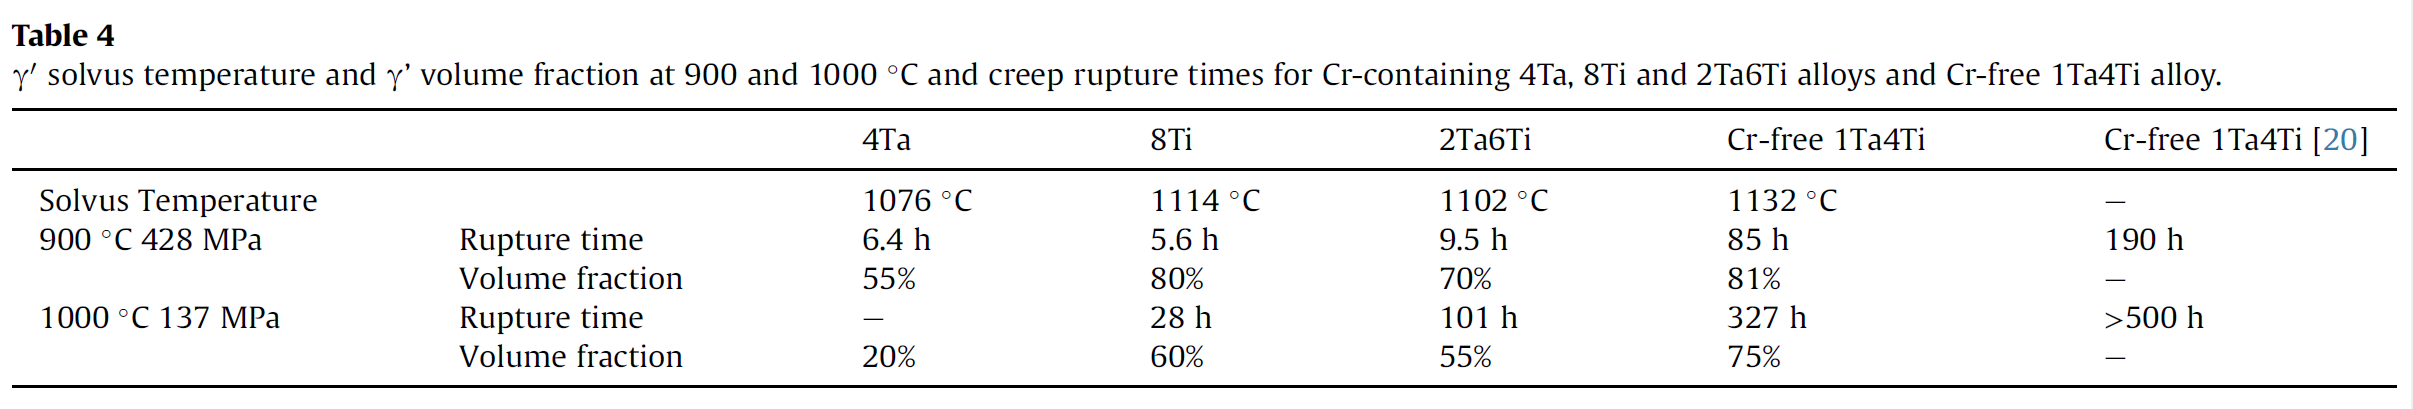 Table 4
γ′ solvus temperature and γ’ volume fraction at 900 and 1000 °C and creep rupture times for Cr-containing 4Ta, 8Ti and 2Ta6Ti alloys and Cr-free 1Ta4Ti alloy.
4Ta 8Ti 2Ta6Ti Cr-free 1Ta4Ti Cr-free 1Ta4Ti [20]
Solvus Temperature 1076 °C 1114 °C 1102 °C 1132 °C –
900 °C 428 MPa Rupture time 6.4 h 5.6 h 9.5 h 85 h 190 h
Volume fraction 55% 80% 70% 81% –
1000 °C 137 MPa Rupture time – 28 h 101 h 327 h >500 h
Volume fraction 20% 60% 55% 75% –